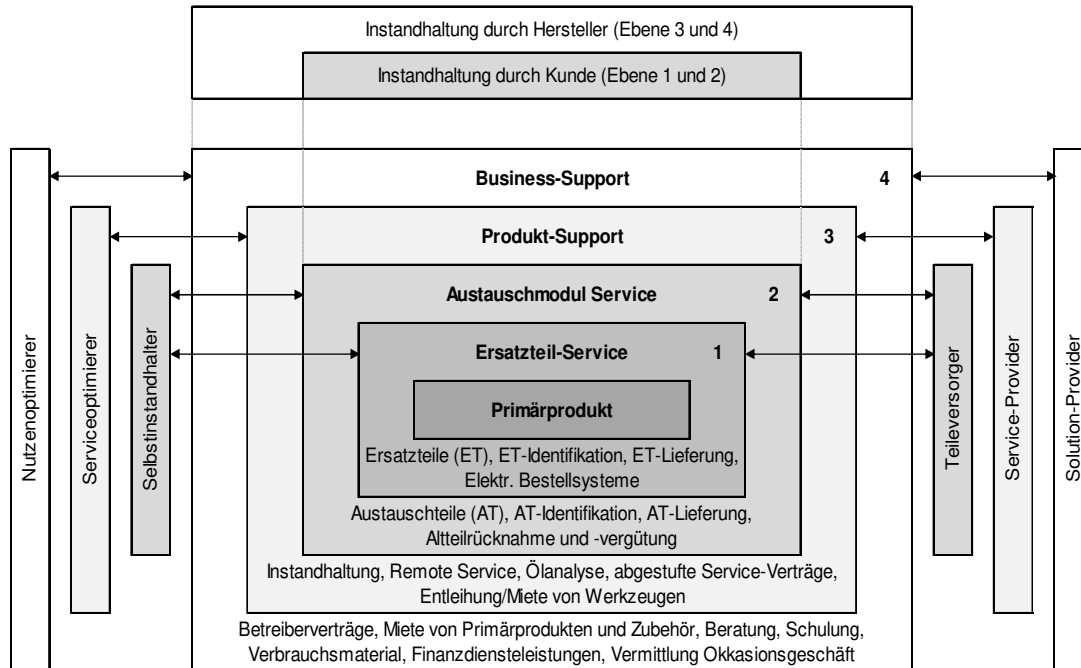 Instandhaltung durch Hersteller (Ebene 3 und 4)
Instandhaltung durch Kunde (Ebene 1 und 2)
Business-Support
4
Produkt-Support
3
Austauschmodul Service
2
Ersatzteil-Service
1
Primärprodukt
Ersatzteile (ET), ET-Identifikation, ET-Lieferung,
Elektr. Bestellsysteme
Austauschteile (AT), AT-Identifikation, AT-Lieferung,
Altteilrücknahme und -vergütung
Instandhaltung, Remote Service, Ölanalyse, abgestufte Service-Verträge,
Entleihung/Miete von Werkzeugen
Betreiberverträge, Miete von Primärprodukten und Zubehör, Beratung, Schulung,
Verbrauchsmaterial, Finanzdiensteleistungen, Vermittlung Okkasionsgeschäft
Nutzenoptimierer
Serviceoptimierer
Selbstinstandhalter
Teileversorger
Service-Provider
Solution-Provider